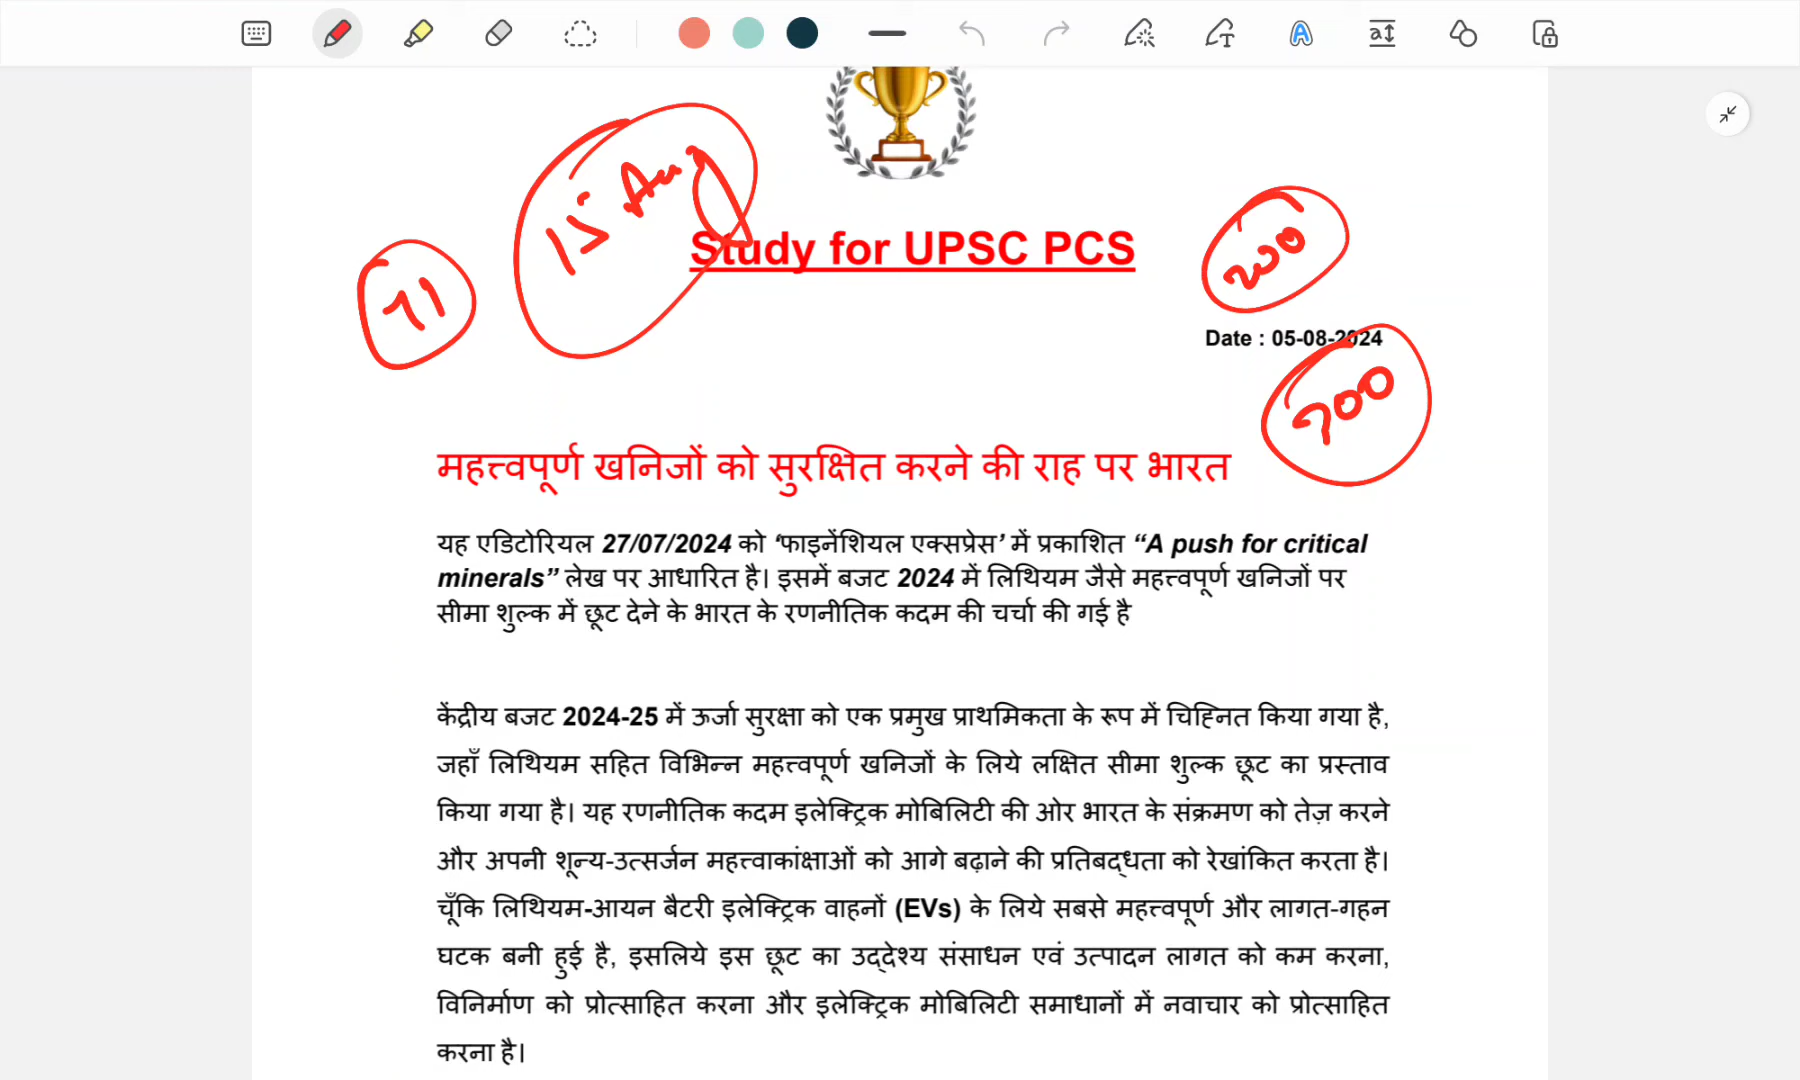 15 Aug
71
200
Study for UPSC PCS
Date : 05-08-2024
700
महत्त्वपूर्ण खनिजों को सुरक्षित करने की राह पर भारत
यह एडिटोरियल 27/07/2024 को ‘फाइनेंशियल एक्सप्रेस’ में प्रकाशित “A push for critical
minerals” लेख पर आधारित है। इसमें बजट 2024 में लिथियम जैसे महत्त्वपूर्ण खनिजों पर
सीमा शुल्क में छूट देने के भारत के रणनीतिक कदम की चर्चा की गई है
केंद्रीय बजट 2024-25 में ऊर्जा सुरक्षा को एक प्रमुख प्राथमिकता के रूप में चिह्नित किया गया है,
जहाँ लिथियम सहित विभिन्न महत्त्वपूर्ण खनिजों के लिये लक्षित सीमा शुल्क छूट का प्रस्ताव
किया गया है। यह रणनीतिक कदम इलेक्ट्रिक मोबिलिटी की ओर भारत के संक्रमण को तेज़ करने
और अपनी शून्य-उत्सर्जन महत्त्वाकांक्षाओं को आगे बढ़ाने की प्रतिबद्धता को रेखांकित करता है।
चूँकि लिथियम-आयन बैटरी इलेक्ट्रिक वाहनों (EVs) के लिये सबसे महत्त्वपूर्ण और लागत-गहन
घटक बनी हुई है, इसलिये इस छूट का उद्देश्य संसाधन एवं उत्पादन लागत को कम करना,
विनिर्माण को प्रोत्साहित करना और इलेक्ट्रिक मोबिलिटी समाधानों में नवाचार को प्रोत्साहित
करना है।